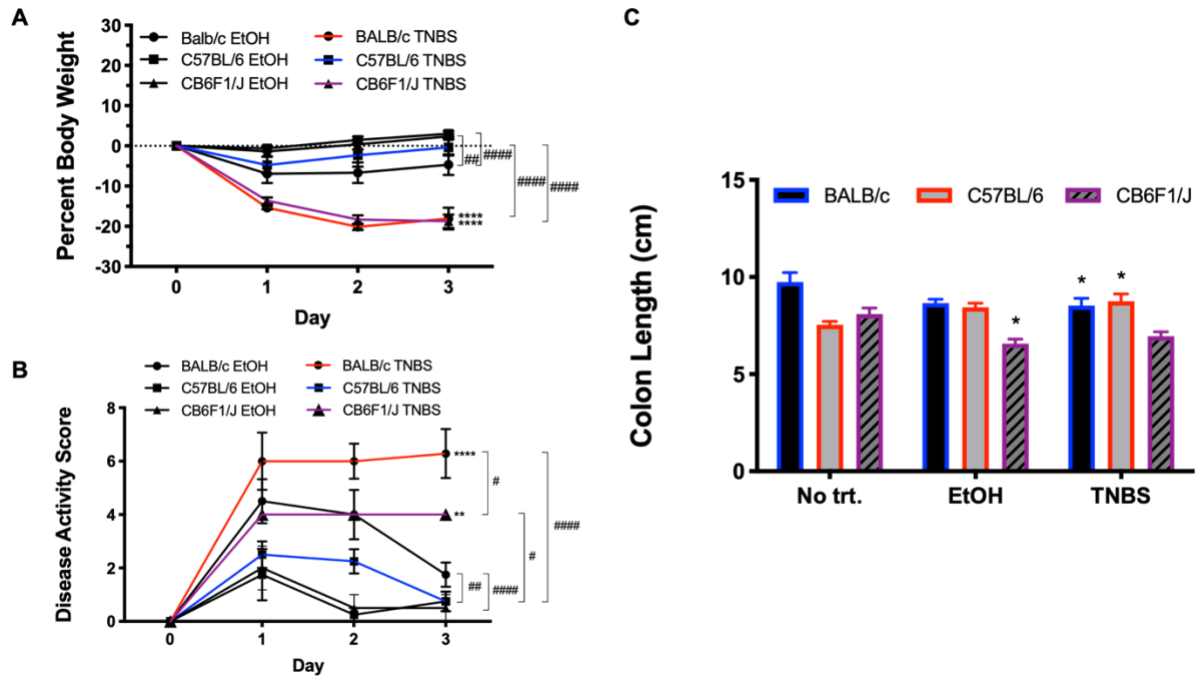 A
Balb/c EtOH
BALB/c TNBS
C57BL/6 EtOH
C57BL/6 TNBS
CB6F1/J EtOH
CB6F1/J TNBS
Percent Body Weight
30
20
10
0
-10
-20
-30
##
####
####
####
****
****
0 1 2 3
Day
B
BALB/c EtOH
BALB/c TNBS
C57BL/6 EtOH
C57BL/6 TNBS
CB6F1/J EtOH
CB6F1/J TNBS
Disease Activity Score
8
6
4
2
0
****
**
#
#
##
####
####
0 1 2 3
Day
C
BALB/c C57BL/6 CB6F1/J
Colon Length (cm)
15
10
5
0
*
*
*
No trt. EtOH TNBS